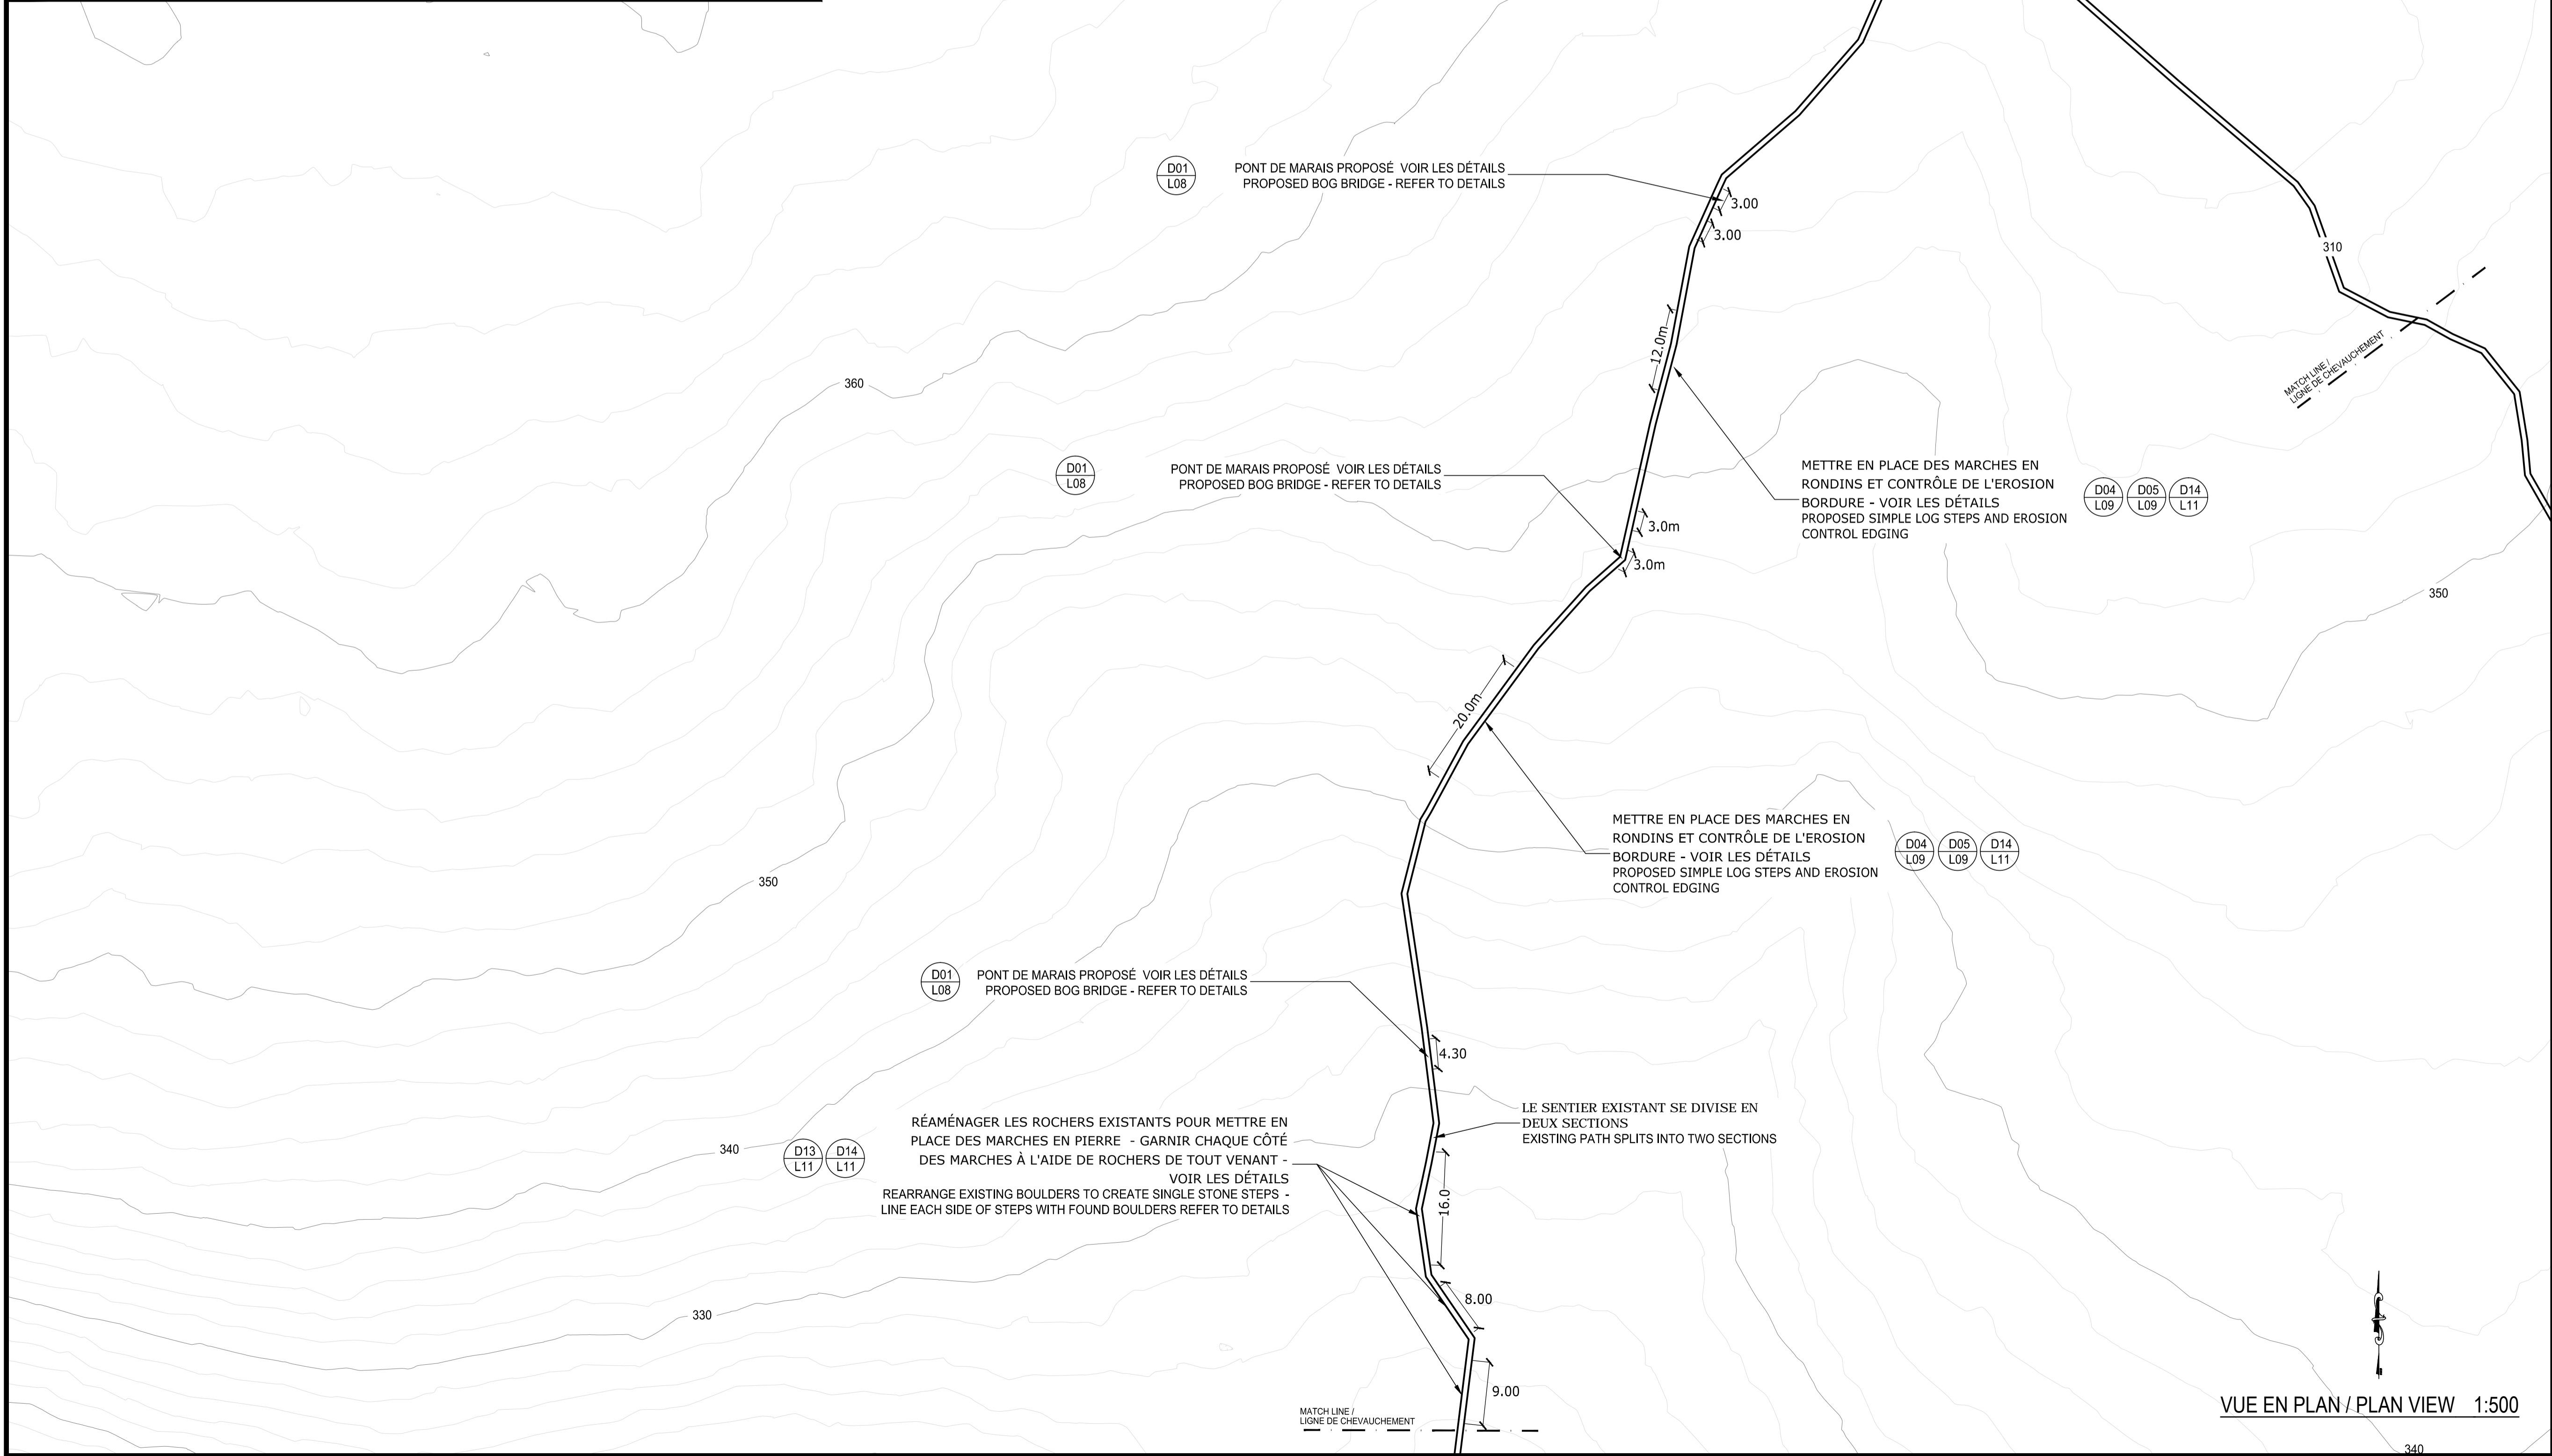 D01
L08
PONT DE MARAIS PROPOSÉ VOIR LES DÉTAILS
PROPOSED BOG BRIDGE - REFER TO DETAILS
3.00
3.00
310
MATCH LINE /
LIGNE DE CHEVAUCHEMENT
12.0m
360
D01
L08
PONT DE MARAIS PROPOSÉ VOIR LES DÉTAILS
PROPOSED BOG BRIDGE - REFER TO DETAILS
METTRE EN PLACE DES MARCHES EN
RONDINS ET CONTRÔLE DE L'EROSION
BORDURE - VOIR LES DÉTAILS
PROPOSED SIMPLE LOG STEPS AND EROSION
CONTROL EDGING
D04
L09
D05
L09
D14
L11
3.0m
3.0m
350
20.0m
METTRE EN PLACE DES MARCHES EN
RONDINS ET CONTRÔLE DE L'EROSION
BORDURE - VOIR LES DÉTAILS
PROPOSED SIMPLE LOG STEPS AND EROSION
CONTROL EDGING
D04
L09
D05
L09
D14
L11
350
D01
L08
PONT DE MARAIS PROPOSÉ VOIR LES DÉTAILS
PROPOSED BOG BRIDGE - REFER TO DETAILS
4.30
LE SENTIER EXISTANT SE DIVISE EN
DEUX SECTIONS
EXISTING PATH SPLITS INTO TWO SECTIONS
340
D13
L11
D14
L11
RÉAMÉNAGER LES ROCHERS EXISTANTS POUR METTRE EN
PLACE DES MARCHES EN PIERRE - GARNIR CHAQUE CÔTÉ
DES MARCHES À L'AIDE DE ROCHERS DE TOUT VENANT -
VOIR LES DÉTAILS
REARRANGE EXISTING BOULDERS TO CREATE SINGLE STONE STEPS -
LINE EACH SIDE OF STEPS WITH FOUND BOULDERS REFER TO DETAILS
16.0
8.00
330
9.00
MATCH LINE /
LIGNE DE CHEVAUCHEMENT
VUE EN PLAN / PLAN VIEW 1:500
340